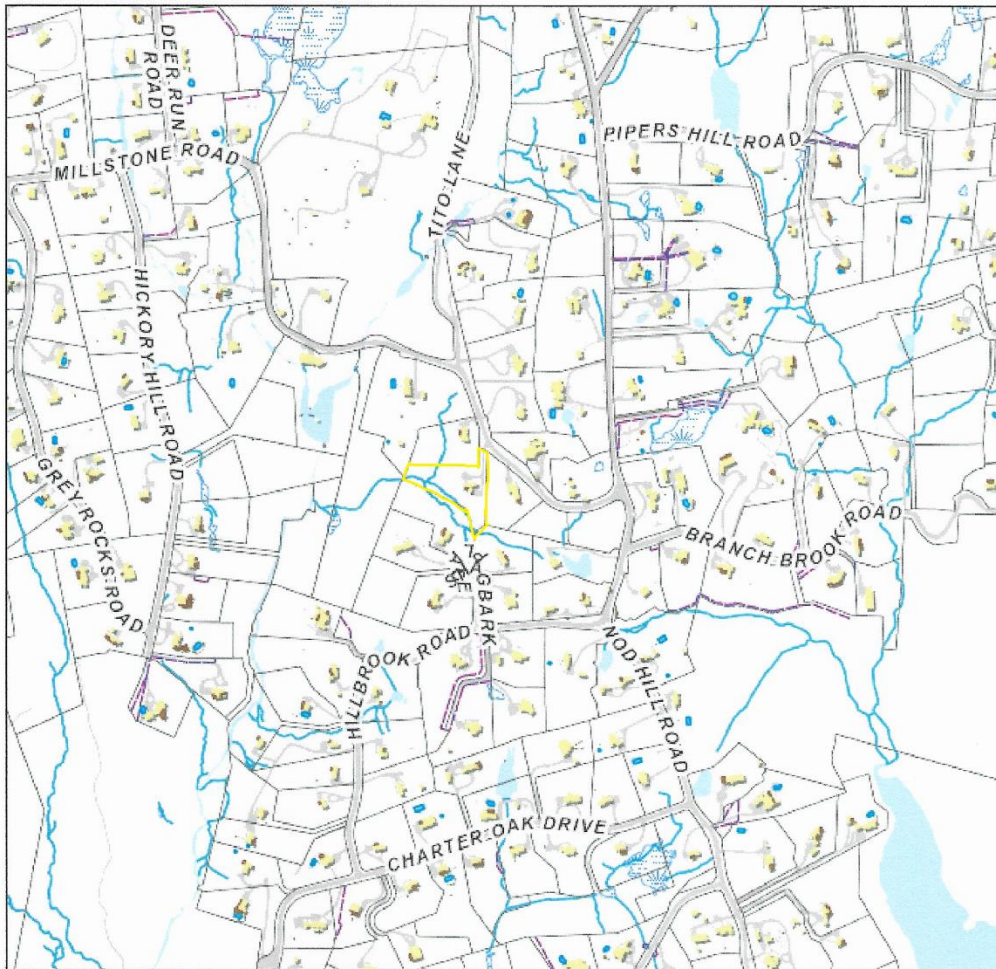 DEER RUN
ROAD
MILLSTONE ROAD
PIPERS HILL ROAD
TITO LANE
HICKORY HILL ROAD
GREY ROCKS ROAD
BRANCH BROOK ROAD
HILLBROOK ROAD
NOD HILL ROAD
CHARTER OAK DRIVE